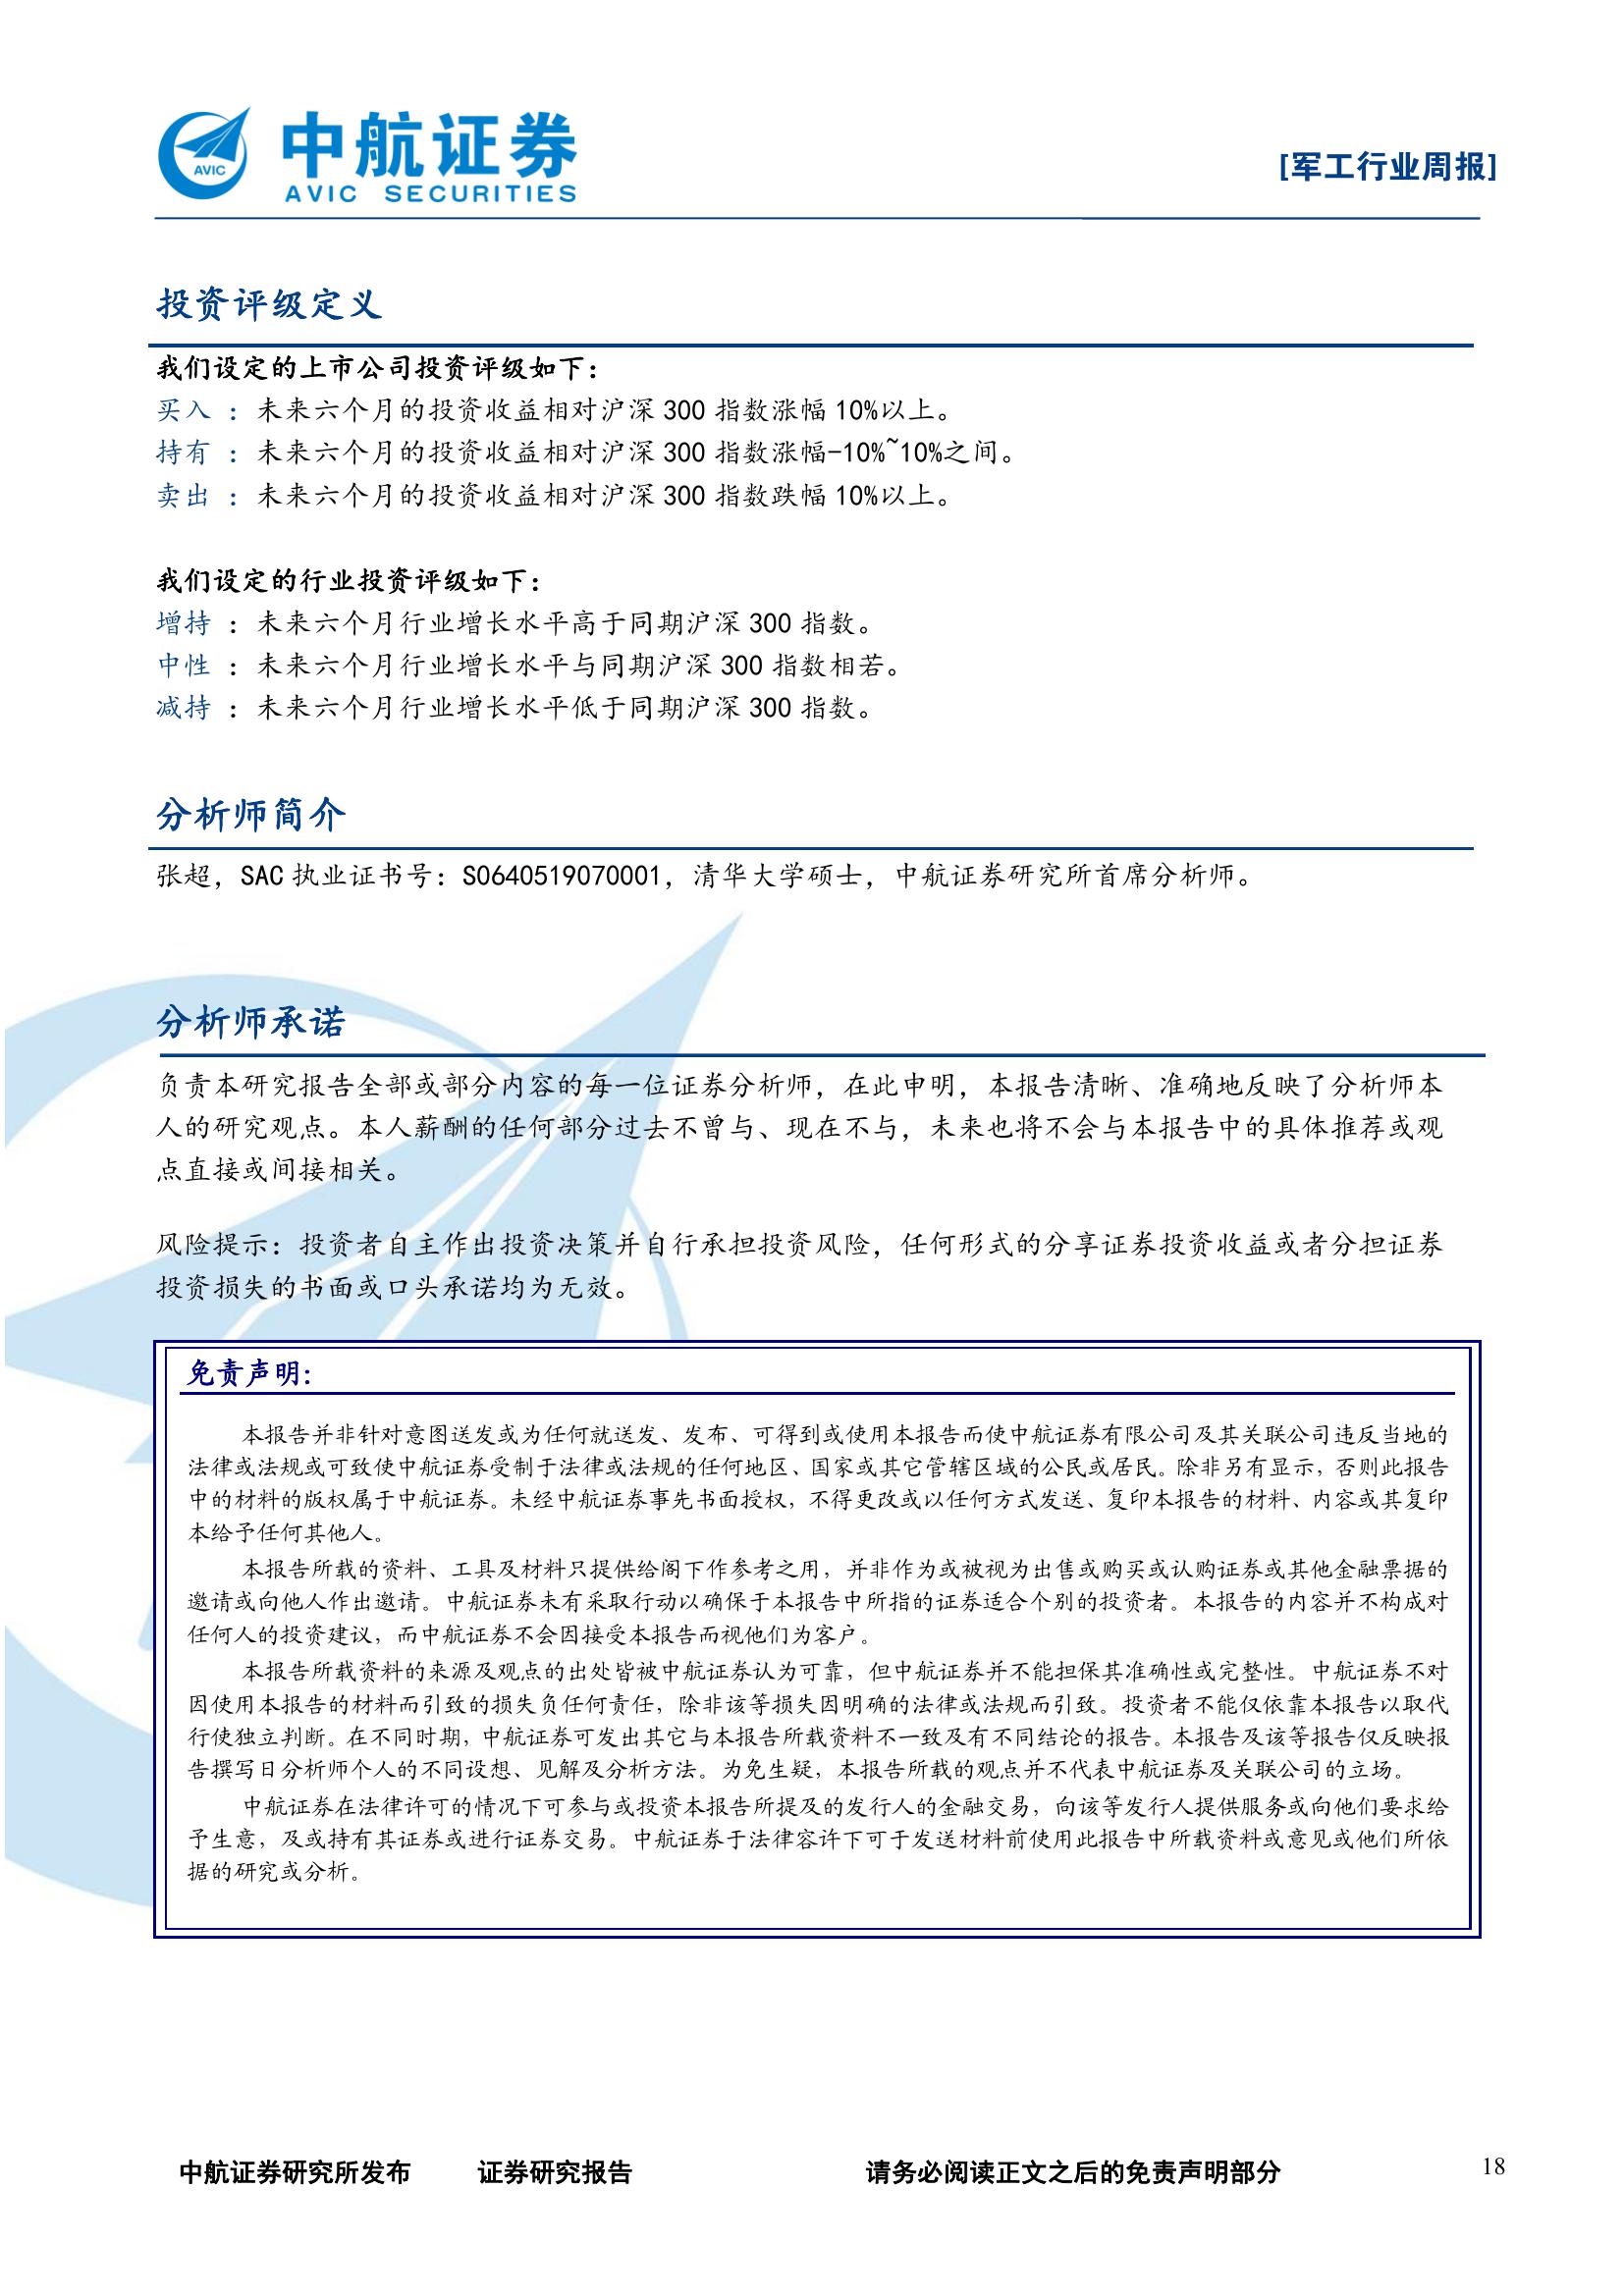 AVIC
中航证券
AVIC SECURITIES
[军工行业周报]
投资评级定义
我们设定的上市公司投资评级如下：
买入 ：未来六个月的投资收益相对沪深 300 指数涨幅 10%以上。
持有 ：未来六个月的投资收益相对沪深 300 指数涨幅-10%~10%之间。
卖出 ：未来六个月的投资收益相对沪深 300 指数跌幅 10%以上。
我们设定的行业投资评级如下：
增持 ：未来六个月行业增长水平高于同期沪深 300 指数。
中性 ：未来六个月行业增长水平与同期沪深 300 指数相若。
减持 ：未来六个月行业增长水平低于同期沪深 300 指数。
分析师简介
张超，SAC 执业证书号：S0640519070001，清华大学硕士，中航证券研究所首席分析师。
分析师承诺
负责本研究报告全部或部分内容的每一位证券分析师，在此申明，本报告清晰、准确地反映了分析师本
人的研究观点。本人薪酬的任何部分过去不曾与、现在不与，未来也将不会与本报告中的具体推荐或观
点直接或间接相关。
风险提示：投资者自主作出投资决策并自行承担投资风险，任何形式的分享证券投资收益或者分担证券
投资损失的书面或口头承诺均为无效。
免责声明：
本报告并非针对意图送发或为任何就送发、发布、可得到或使用本报告而使中航证券有限公司及其关联公司违反当地的
法律或法规或可致使中航证券受制于法律或法规的任何地区、国家或其它管辖区域的公民或居民。除非另有显示，否则此报告
中的材料的版权属于中航证券。未经中航证券事先书面授权，不得更改或以任何方式发送、复印本报告的材料、内容或其复印
本给予任何其他人。
本报告所载的资料、工具及材料只提供给阁下作参考之用，并非作为或被视为出售或购买或认购证券或其他金融票据的
邀请或向他人作出邀请。中航证券未有采取行动以确保于本报告中所指的证券适合个别的投资者。本报告的内容并不构成对
任何人的投资建议，而中航证券不会因接受本报告而视他们为客户。
本报告所载资料的来源及观点的出处皆被中航证券认为可靠，但中航证券并不能担保其准确性或完整性。中航证券不对
因使用本报告的材料而引致的损失负任何责任，除非该等损失因明确的法律或法规而引致。投资者不能仅依靠本报告以取代
行使独立判断。在不同时期，中航证券可发出其它与本报告所载资料不一致及有不同结论的报告。本报告及该等报告仅反映报
告撰写日分析师个人的不同设想、见解及分析方法。为免生疑，本报告所载的观点并不代表中航证券及关联公司的立场。
中航证券在法律许可的情况下可参与或投资本报告所提及的发行人的金融交易，向该等发行人提供服务或向他们要求给
予生意，及或持有其证券或进行证券交易。中航证券于法律容许下可于发送材料前使用此报告中所载资料或意见或他们所依
据的研究或分析。
中航证券研究所发布 证券研究报告 请务必阅读正文之后的免责声明部分 18